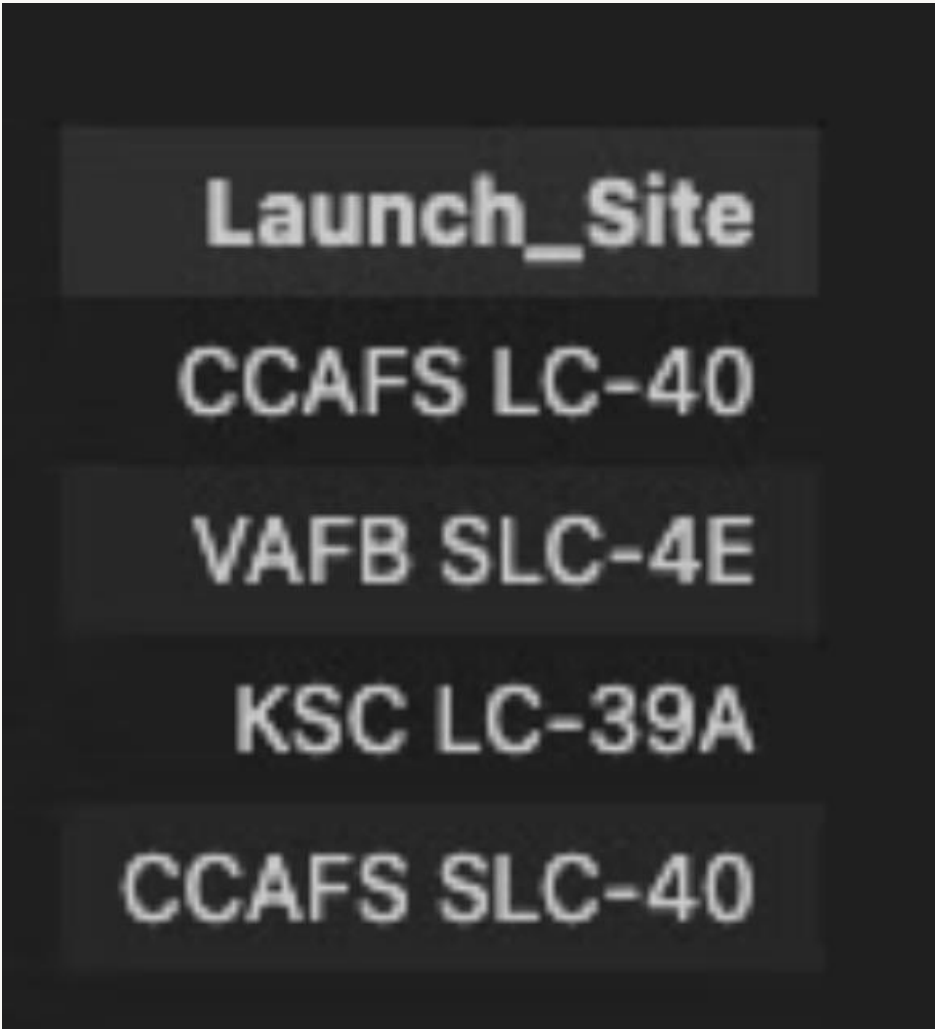 Launch_Site
CCAFS LC-40
VAFB SLC-4E
KSC LC-39A
CCAFS SLC-40